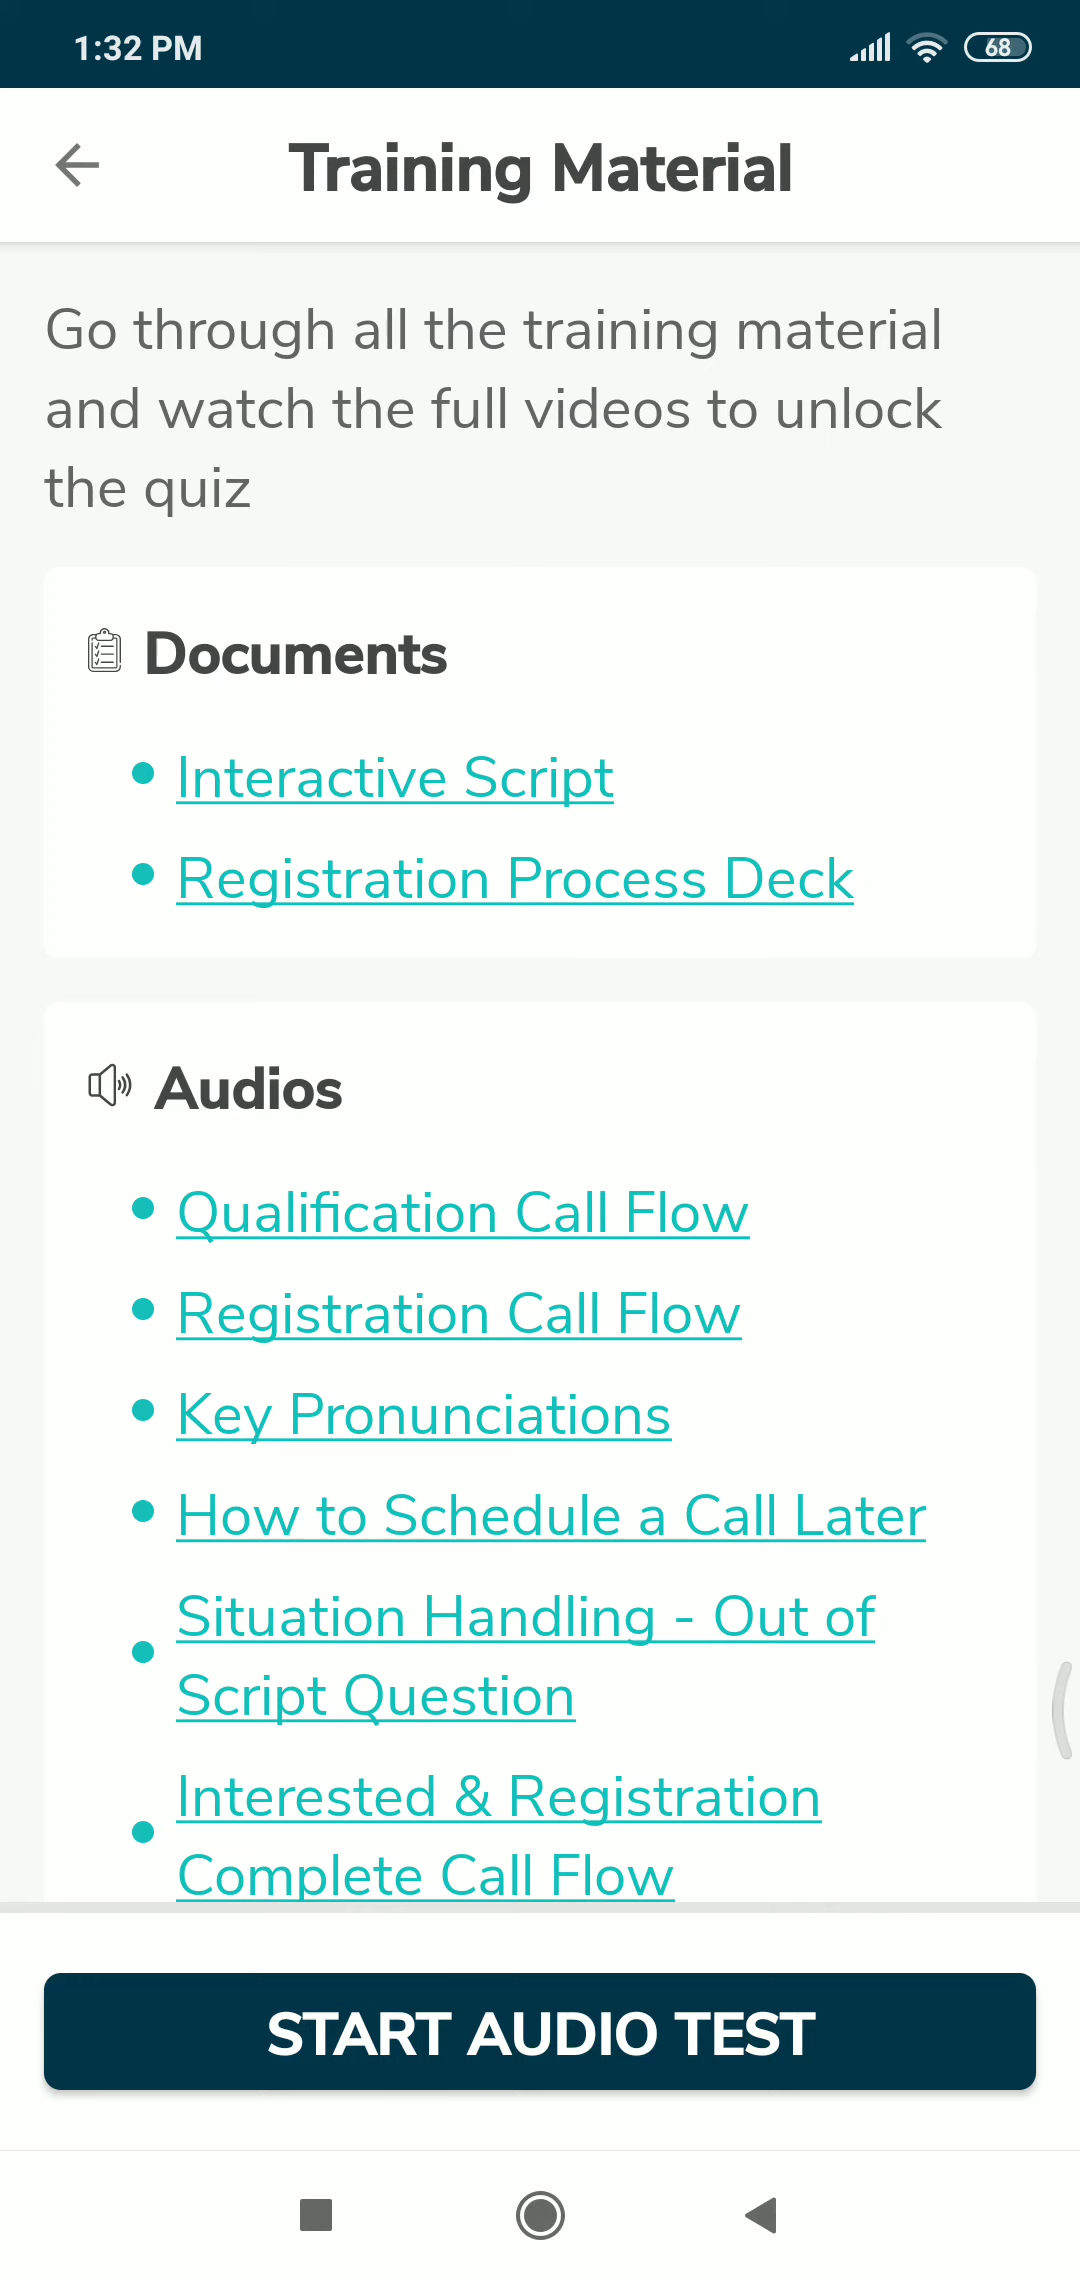 1:32 PM
68
Training Material
Go through all the training material
and watch the full videos to unlock
the quiz
Documents
Interactive Script
Registration Process Deck
Audios
Qualification Call Flow
Registration Call Flow
Key Pronunciations
How to Schedule a Call Later
Situation Handling - Out of
Script Question
Interested & Registration
Complete Call Flow
START AUDIO TEST